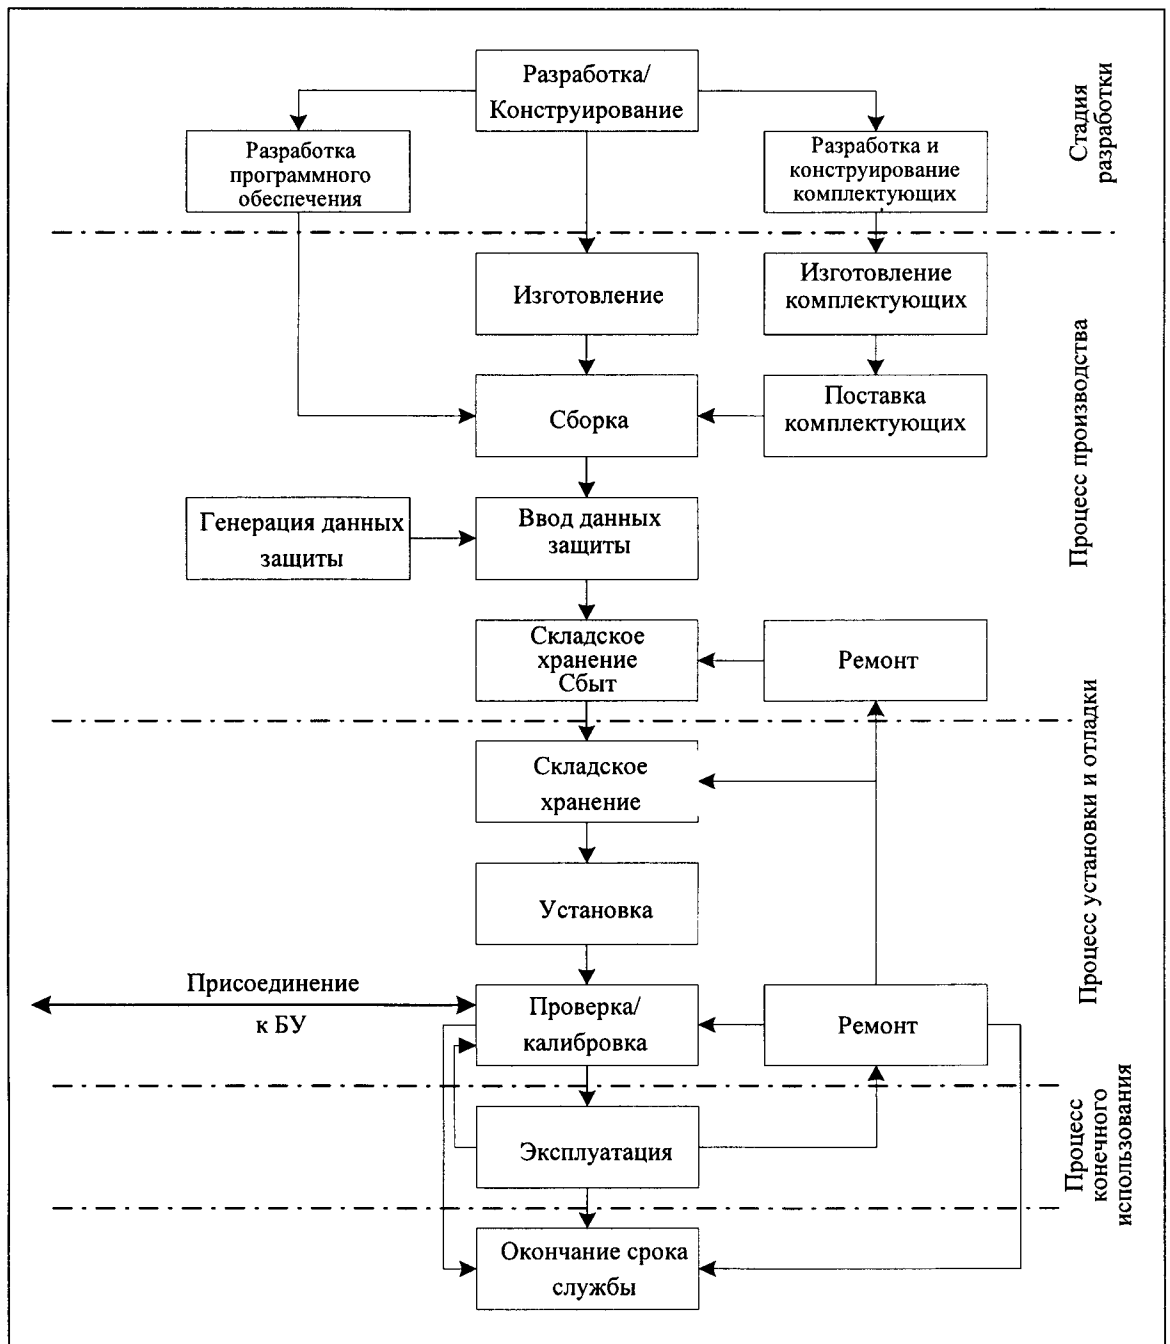 Разработка/
Конструирование
Разработка
программного
обеспечения
Разработка и
конструирование
комплектующих
Стадия
разработки
Изготовление
Изготовление
комплектующих
Сборка
Поставка
комплектующих
Генерация данных
защиты
Ввод данных
защиты
Процесс производства
Складское
хранение
Сбыт
Ремонт
Складское
хранение
Установка
Процесс установки и отладки
Присоединение
к БУ
Проверка/
калибровка
Ремонт
Эксплуатация
Процесс
конечного
использования
Окончание срока
службы